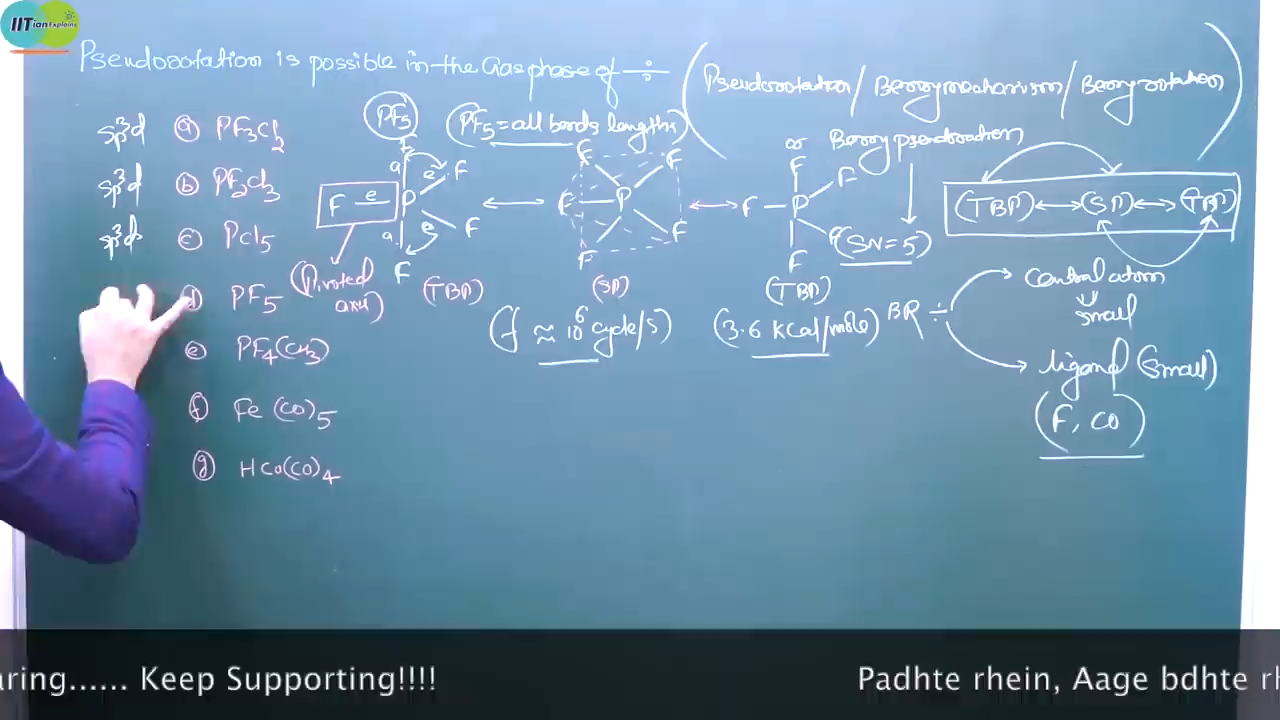 IITian Explains
Pseudorotation is possible in the Gas phase of ÷
(Pseudorotation/Berry mechanism/Berry rotation)
or Berry pseudorotation
sp³d (a) PF3Cl2
sp³d (b) PF2Cl3
sp³d (c) PCl5
(d) PF5
(e) PF4(CH3)
(f) Fe(CO)5
(g) HCo(CO)4
PF5
(PF5 = all bonds lengths)
F
a e F
F e P
a e F
F
(Pivoted axis)
(TBP)
F F
F P
F F
(SP)
F F
F P
F F
(TBP)
(SN=5)
(TBP) ↔ (SP) ↔ (TBP)
(f ≈ 10⁶ cycle/s)
(3.6 kcal/mole)
BR ÷
central atom
small
ligand (small)
(F, CO)
aring...... Keep Supporting!!!!
Padhte rhein, Aage bdhte rh